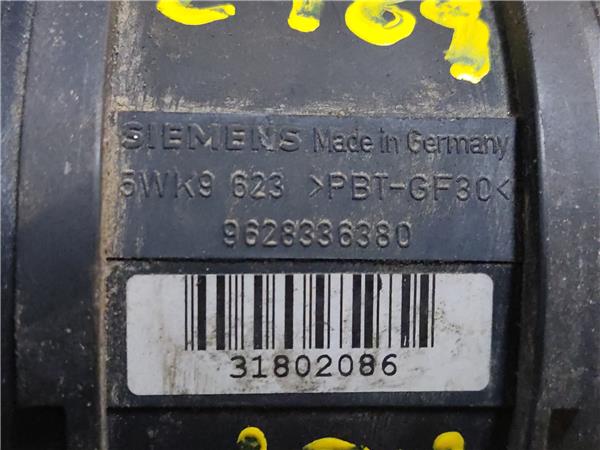 SIEMENS Made in Germany
5WK9 623 >PBT-GF30<
9628336380
31802086